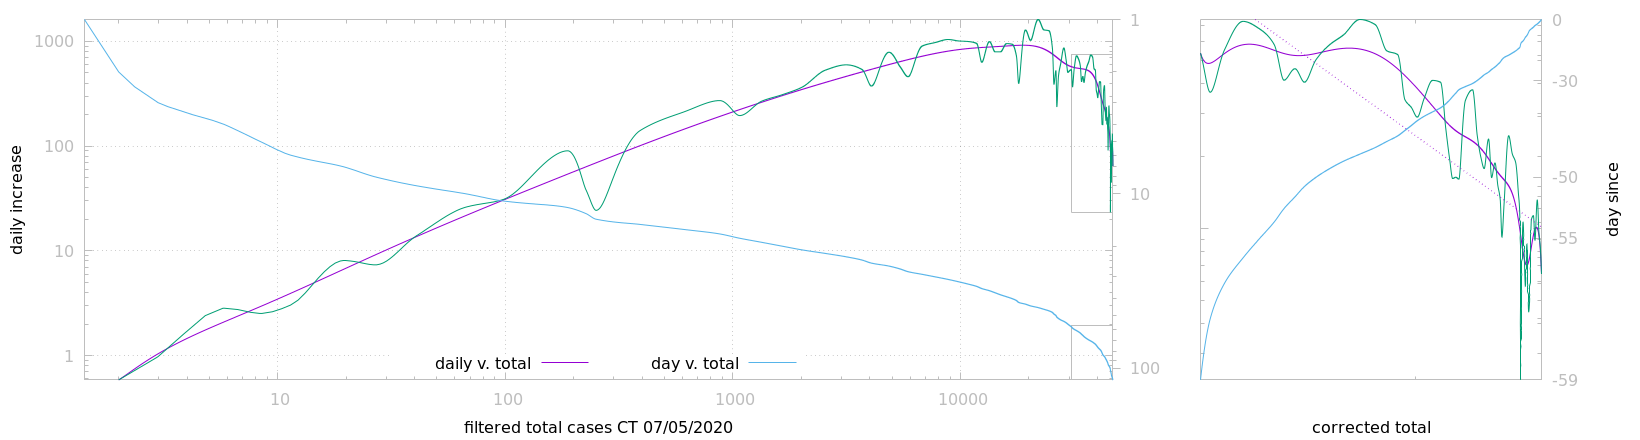 daily increase
1000
100
10
1
10
100
1000
10000
1
10
100
daily v. total
day v. total
filtered total cases CT 07/05/2020
-0
-30
-50
-55
-59
day since
corrected total